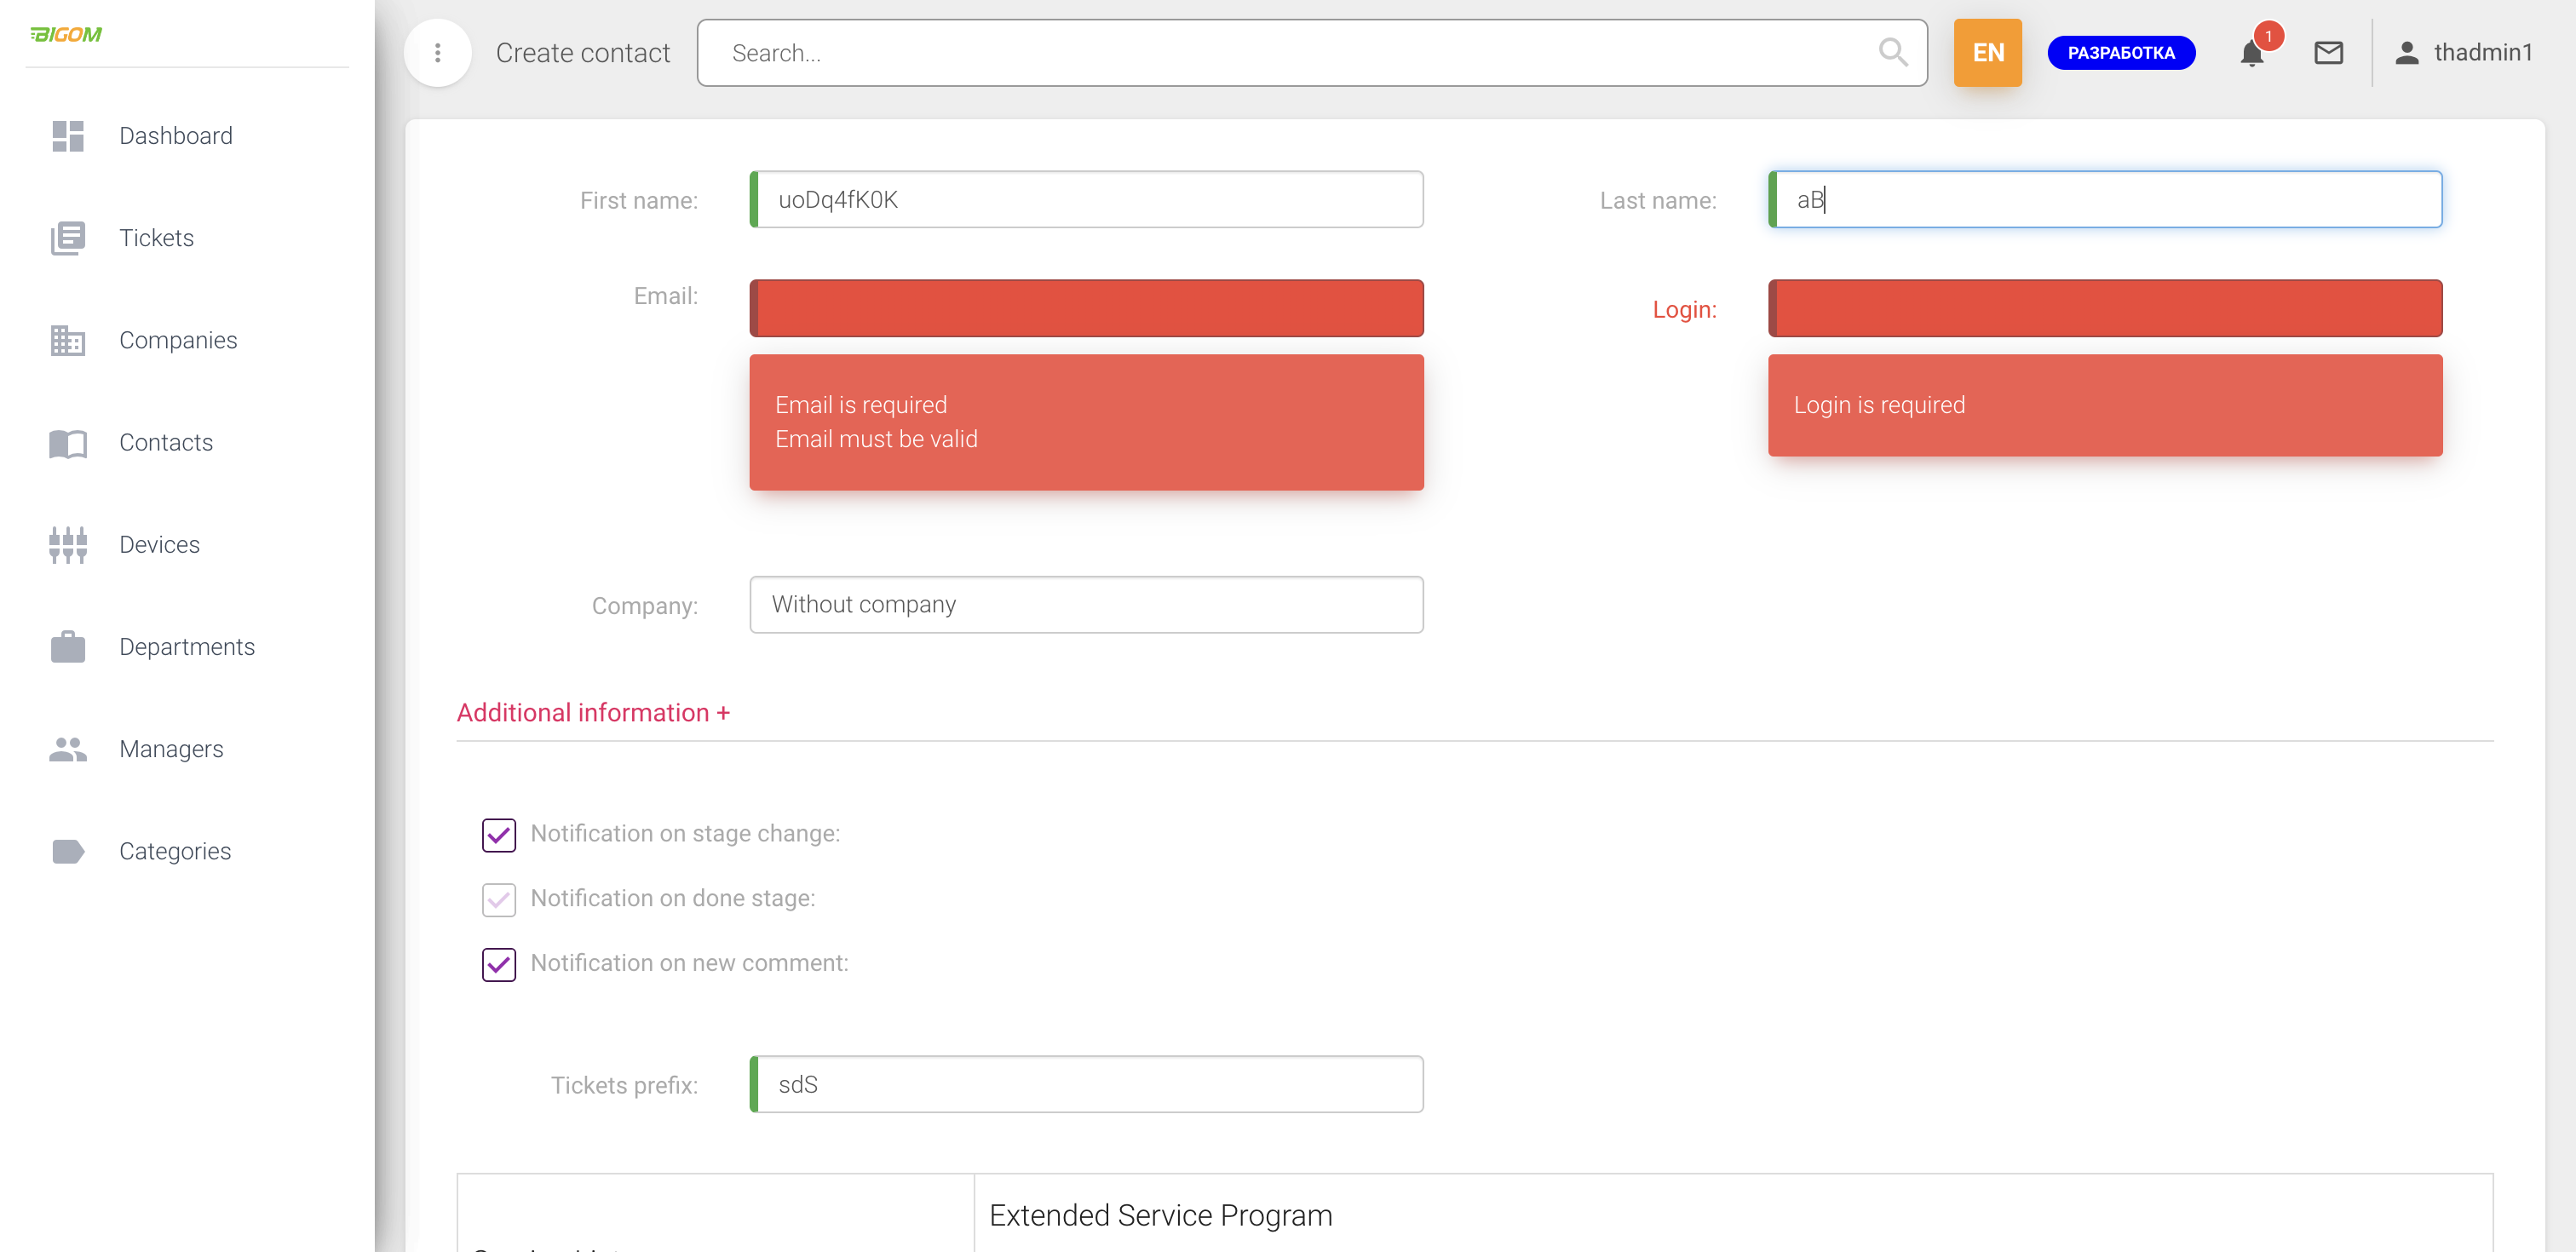 BIGOM
Dashboard
Tickets
Companies
Contacts
Devices
Departments
Managers
Categories
Create contact
Search...
EN
РАЗРАБОТКА
1
thadmin1
First name:
uoDq4fK0K
Last name:
aB
Email:
Email is required
Email must be valid
Login:
Login is required
Company:
Without company
Additional information +
Notification on stage change:
Notification on done stage:
Notification on new comment:
Tickets prefix:
sdS
Extended Service Program